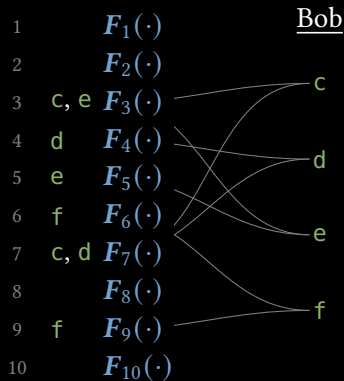 Bob
1 F₁(·)
2 F₂(·)
3 c, e F₃(·)
4 d F₄(·)
5 e F₅(·)
6 f F₆(·)
7 c, d F₇(·)
8 F₈(·)
9 f F₉(·)
10 F₁₀(·)
c
d
e
f